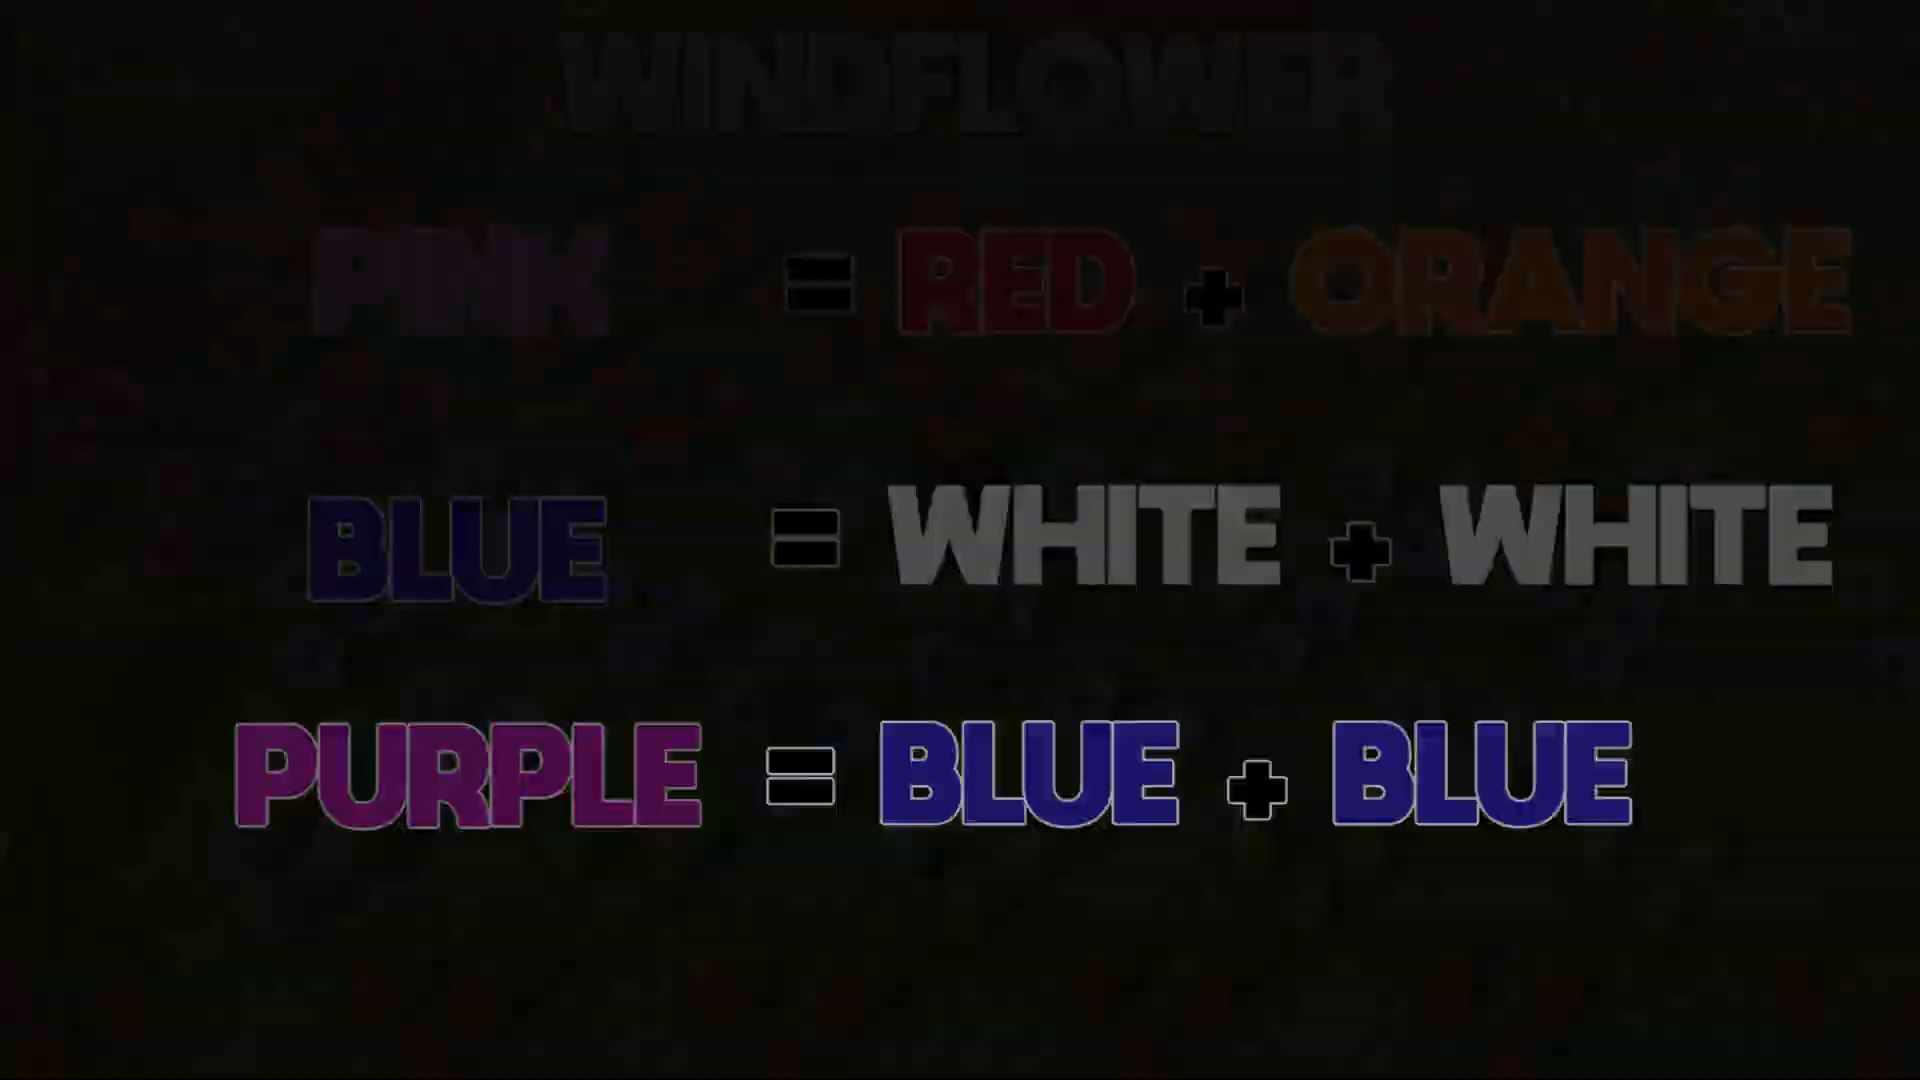 WINDFLOWER
PINK = RED + ORANGE
BLUE = WHITE + WHITE
PURPLE = BLUE + BLUE